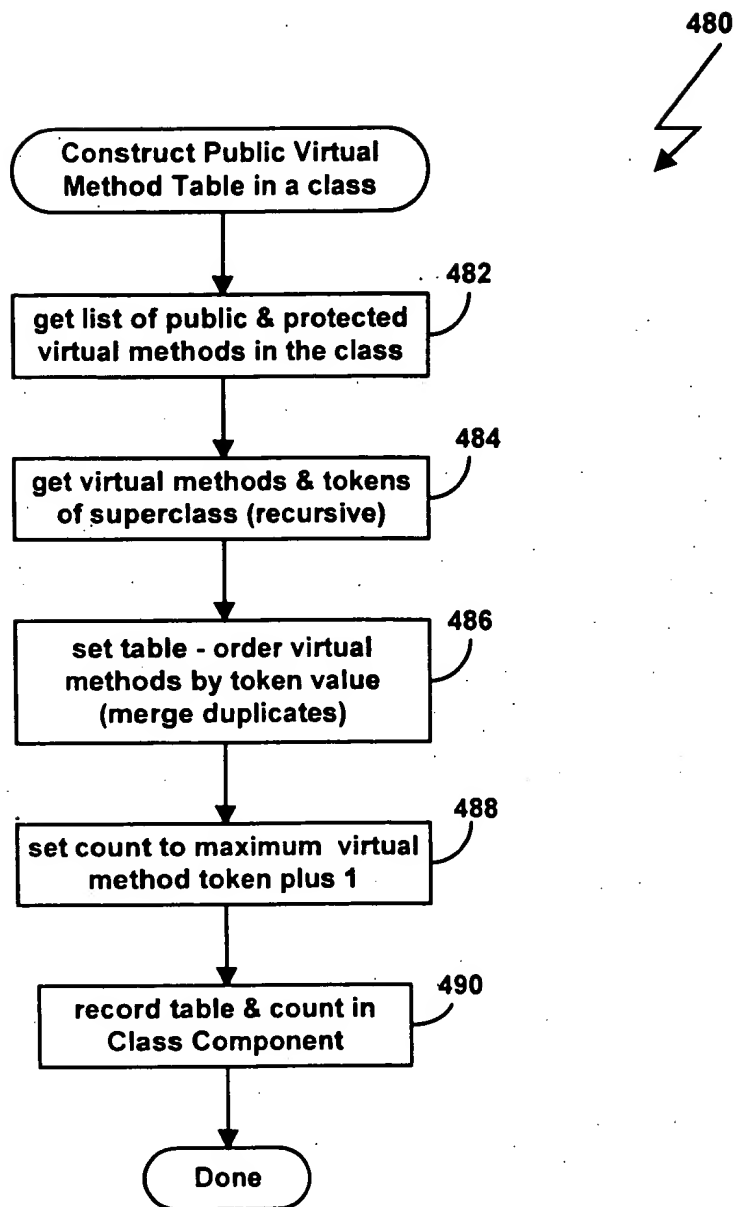 480
Construct Public Virtual
Method Table in a class
482
get list of public & protected
virtual methods in the class
484
get virtual methods & tokens
of superclass (recursive)
486
set table - order virtual
methods by token value
(merge duplicates)
488
set count to maximum virtual
method token plus 1
490
record table & count in
Class Component
Done